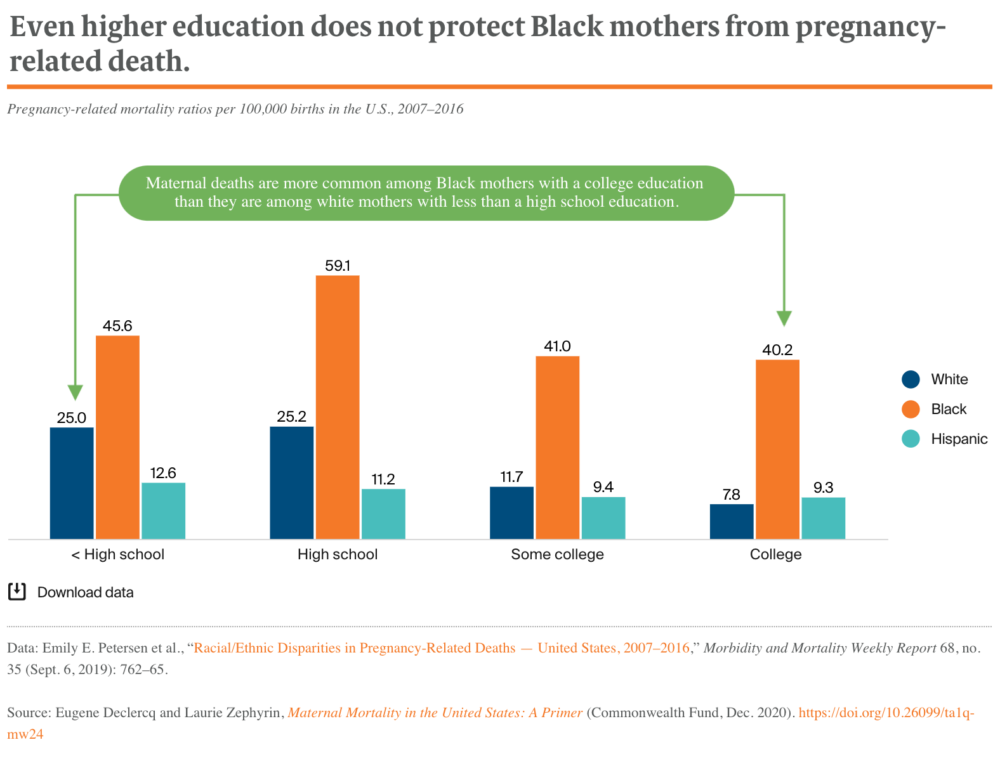 Even higher education does not protect Black mothers from pregnancy-
related death.
Pregnancy-related mortality ratios per 100,000 births in the U.S., 2007–2016
Maternal deaths are more common among Black mothers with a college education
than they are among white mothers with less than a high school education.
59.1
45.6
41.0
40.2
25.0
25.2
12.6
11.2
11.7
9.4
7.8
9.3
White
Black
Hispanic
< High school
High school
Some college
College
Download data
Data: Emily E. Petersen et al., “Racial/Ethnic Disparities in Pregnancy-Related Deaths — United States, 2007–2016,” Morbidity and Mortality Weekly Report 68, no.
35 (Sept. 6, 2019): 762–65.
Source: Eugene Declercq and Laurie Zephyrin, Maternal Mortality in the United States: A Primer (Commonwealth Fund, Dec. 2020). https://doi.org/10.26099/ta1q-
mw24